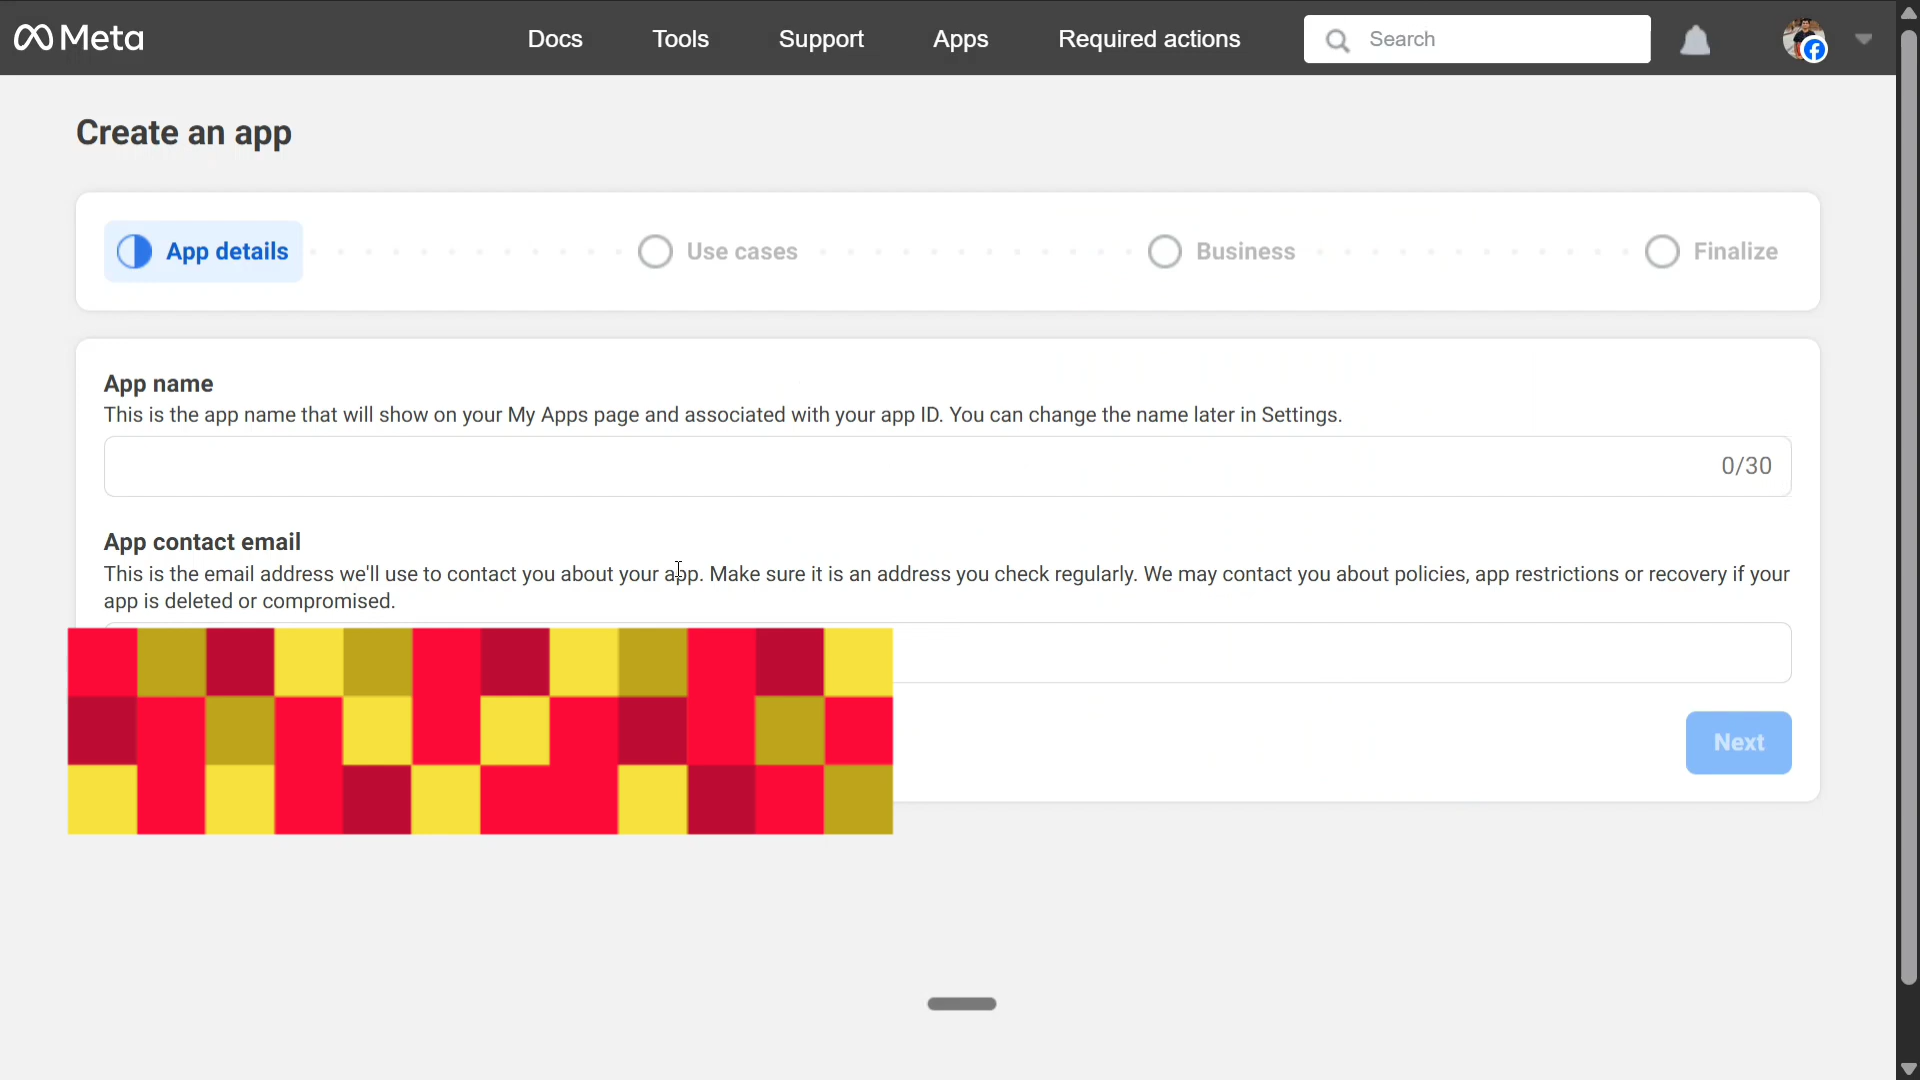 Meta Docs Tools Support Apps Required actions Search
Create an app
App details Use cases Business Finalize
App name
This is the app name that will show on your My Apps page and associated with your app ID. You can change the name later in Settings.
0/30
App contact email
This is the email address we'll use to contact you about your app. Make sure it is an address you check regularly. We may contact you about policies, app restrictions or recovery if your
app is deleted or compromised.
Next